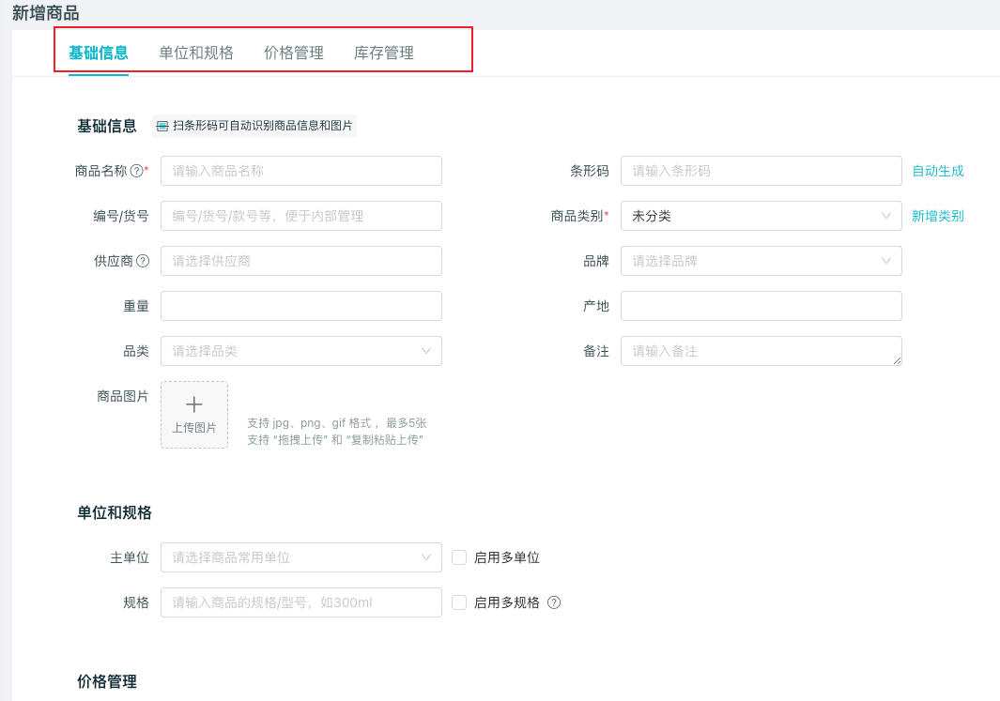 新增商品
基础信息 单位和规格 价格管理 库存管理
基础信息 扫条形码可自动识别商品信息和图片
商品名称?* 请输入商品名称 条形码 请输入条形码 自动生成
编号/货号 编号/货号/款号等，便于内部管理 商品类别* 未分类 新增类别
供应商? 请选择供应商 品牌 请选择品牌
重量 产地
品类 请选择品类 备注 请输入备注
商品图片
上传图片
支持 jpg、png、gif 格式 ，最多5张
支持 “拖拽上传” 和 “复制粘贴上传”
单位和规格
主单位 请选择商品常用单位 启用多单位
规格 请输入商品的规格/型号，如300ml 启用多规格 ?
价格管理